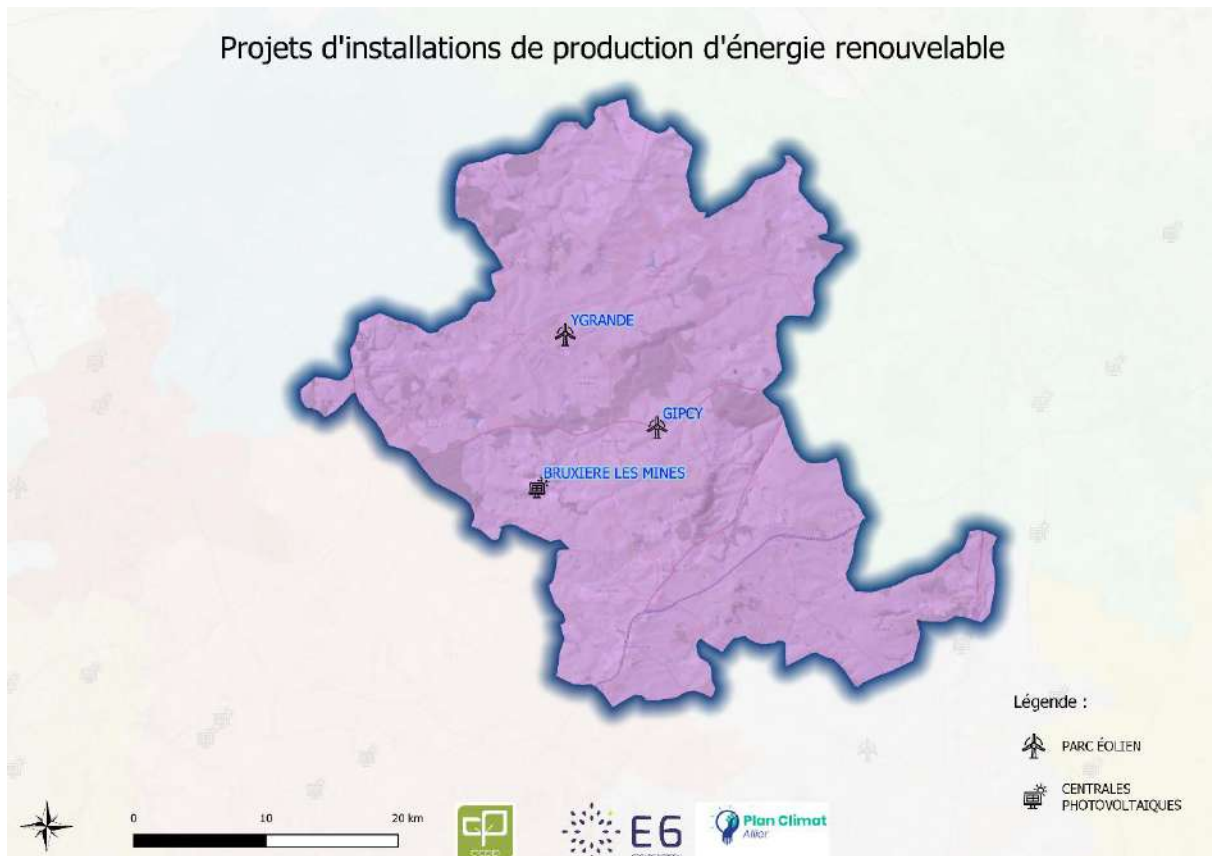 Projets d'installations de production d'énergie renouvelable
YGRANDE
GIPCY
BRUXIERE LES MINES
Légende :
PARC ÉOLIEN
CENTRALES
PHOTOVOLTAIQUES
0 10 20 km
E6
Plan Climat
Allier